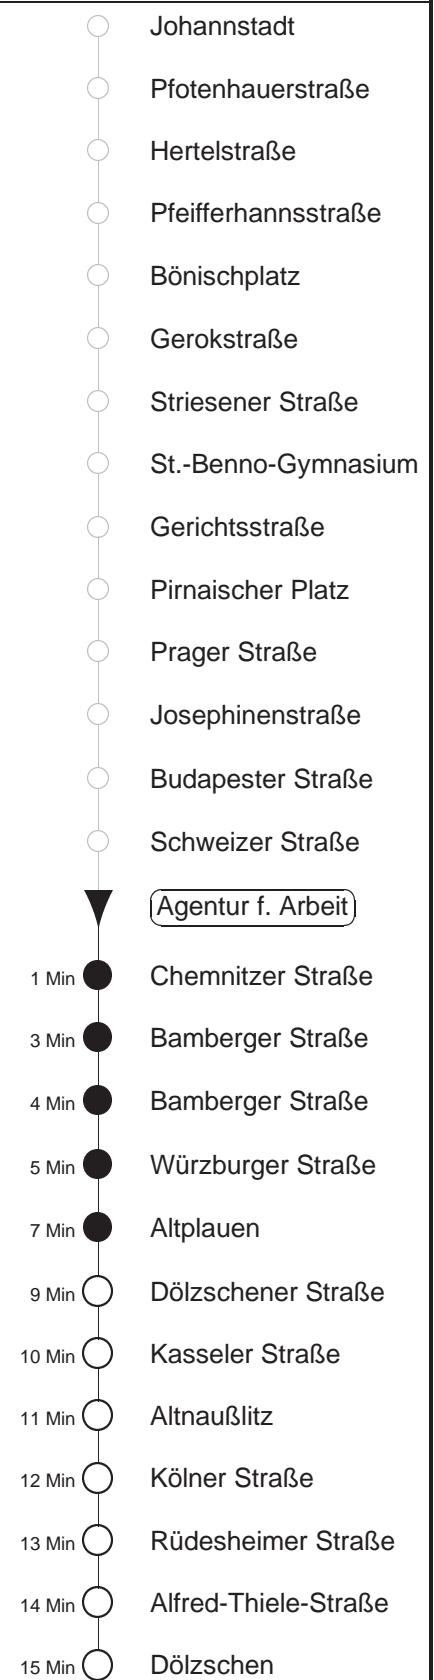 Johannstadt
Pfotenhauerstraße
Hertelstraße
Pfeifferhannsstraße
Bönischplatz
Gerokstraße
Striesener Straße
St.-Benno-Gymnasium
Gerichtsstraße
Pirnaischer Platz
Prager Straße
Josephinenstraße
Budapester Straße
Schweizer Straße
Agentur f. Arbeit
1 Min Chemnitzer Straße
3 Min Bamberger Straße
4 Min Bamberger Straße
5 Min Würzburger Straße
7 Min Altplauen
9 Min Dölzschener Straße
10 Min Kasseler Straße
11 Min Altnaußlitz
12 Min Kölner Straße
13 Min Rüdesheimer Straße
14 Min Alfred-Thiele-Straße
15 Min Dölzschen